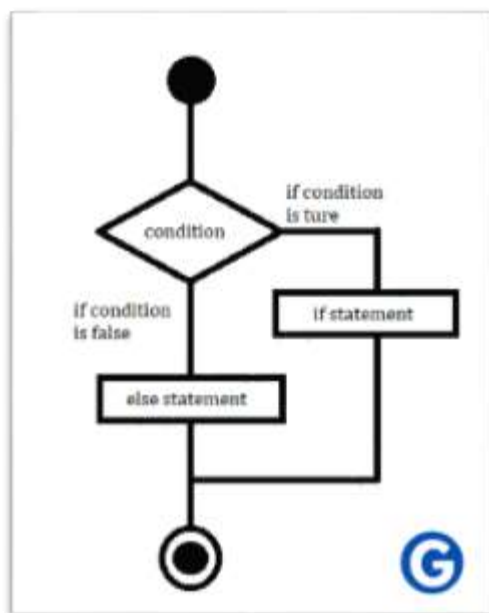 condition
if condition
is ture
if statement
if condition
is false
else statement
G